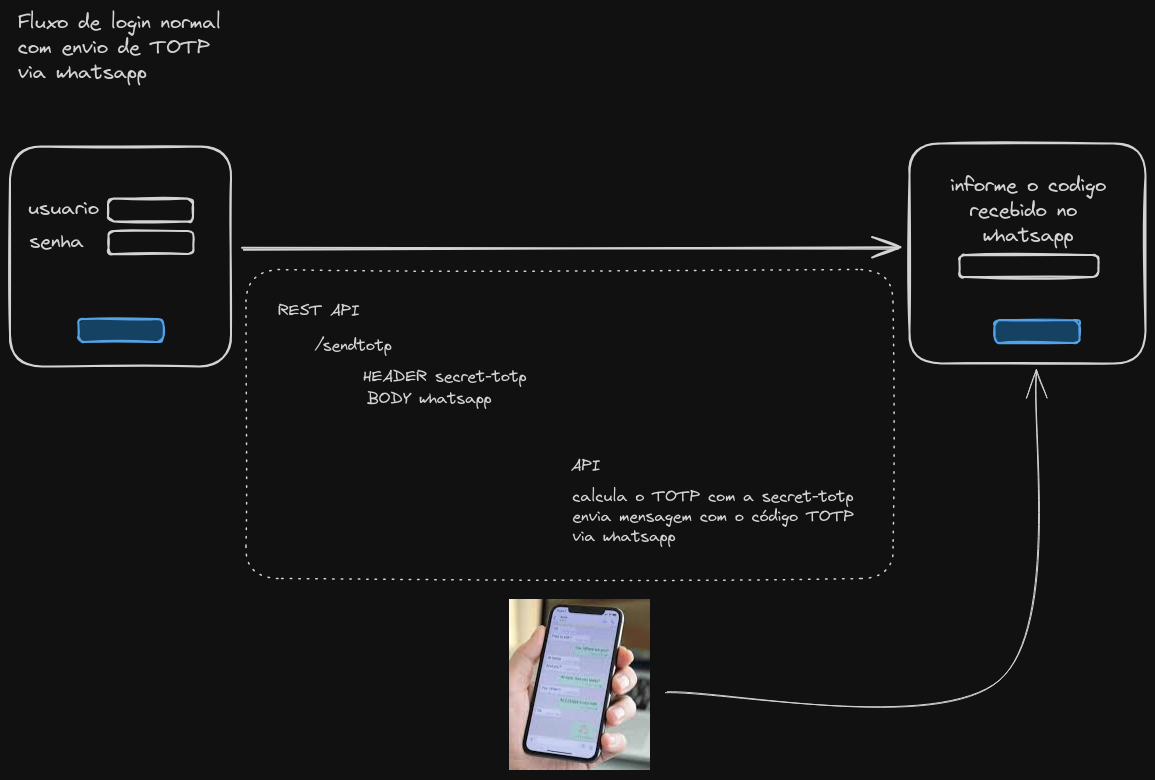 Fluxo de login normal
com envio de TOTP
via whatsapp
usuario
senha
informe o codigo
recebido no
whatsapp
REST API
/sendtotp
HEADER secret-totp
BODY whatsapp
API
calcula o TOTP com a secret-totp
envia mensagem com o código TOTP
via whatsapp